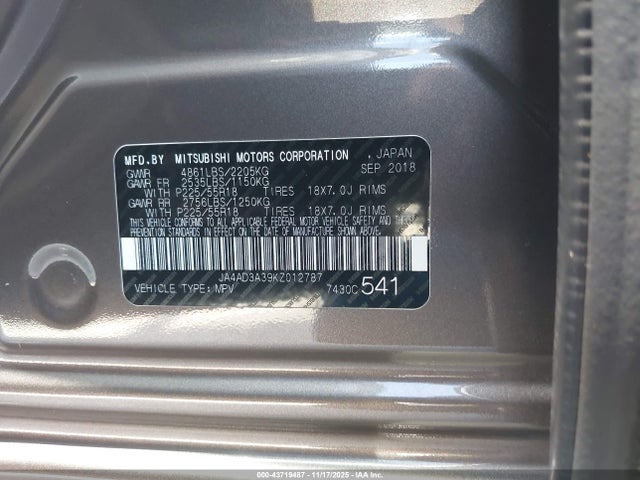 MFD.BY MITSUBISHI MOTORS CORPORATION , JAPAN
GVWR 4861LBS/2205KG SEP 2018
GAWR FR 2535LBS/1150KG
WITH P225/55R18 TIRES 18X7.0J RIMS
GAWR RR 2756LBS/1250KG
WITH P225/55R18 TIRES 18X7.0J RIMS
THIS VEHICLE CONFORMS TO ALL APPLICABLE FEDERAL MOTOR VEHICLE SAFETY AND THEFT
PREVENTION STANDARDS IN EFFECT ON THE DATE OF MANUFACTURE SHOWN ABOVE.
JA4AD3A39KZ012787
VEHICLE TYPE: MPV 7430C 541
000-43719487 - 11/17/2025 - IAAI.COM